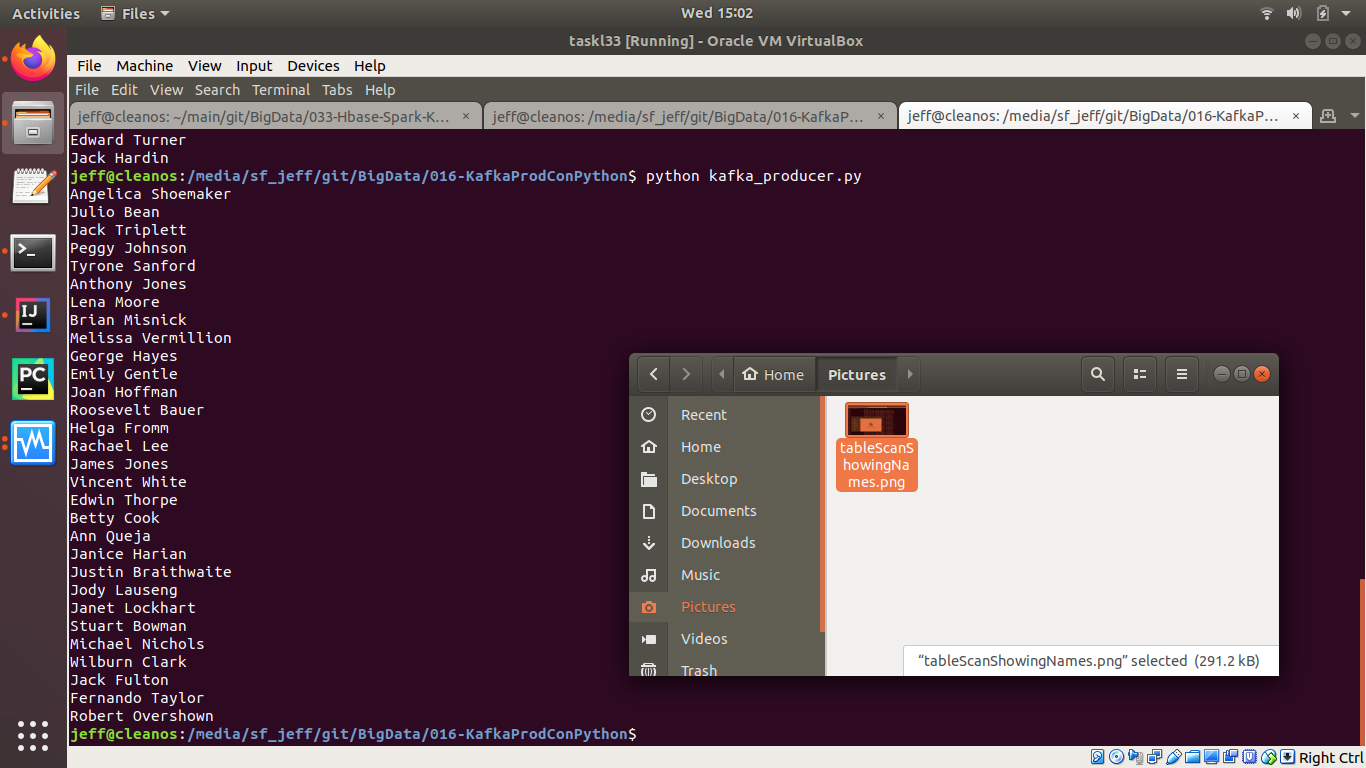 Activities Files Wed 15:02
taskl33 [Running] - Oracle VM VirtualBox
File Machine View Input Devices Help
File Edit View Search Terminal Tabs Help
jeff@cleanos: ~/main/git/BigData/033-Hbase-Spark-K... × jeff@cleanos: /media/sf_jeff/git/BigData/016-KafkaP... × jeff@cleanos: /media/sf_jeff/git/BigData/016-KafkaP... ×
Edward Turner
Jack Hardin
jeff@cleanos:/media/sf_jeff/git/BigData/016-KafkaProdConPython$ python kafka_producer.py
Angelica Shoemaker
Julio Bean
Jack Triplett
Peggy Johnson
Tyrone Sanford
Anthony Jones
Lena Moore
Brian Misnick
Melissa Vermillion
George Hayes
Emily Gentle
Joan Hoffman
Roosevelt Bauer
Helga Fromm
Rachael Lee
James Jones
Vincent White
Edwin Thorpe
Betty Cook
Ann Queja
Janice Harian
Justin Braithwaite
Jody Lauseng
Janet Lockhart
Stuart Bowman
Michael Nichols
Wilburn Clark
Jack Fulton
Fernando Taylor
Robert Overshown
jeff@cleanos:/media/sf_jeff/git/BigData/016-KafkaProdConPython$
Home Pictures
Recent
Home
Desktop
Documents
Downloads
Music
Pictures
Videos
Trash
tableScanS
howingNa
mes.png
“tableScanShowingNames.png” selected (291.2 kB)
IJ
PC
Right Ctrl